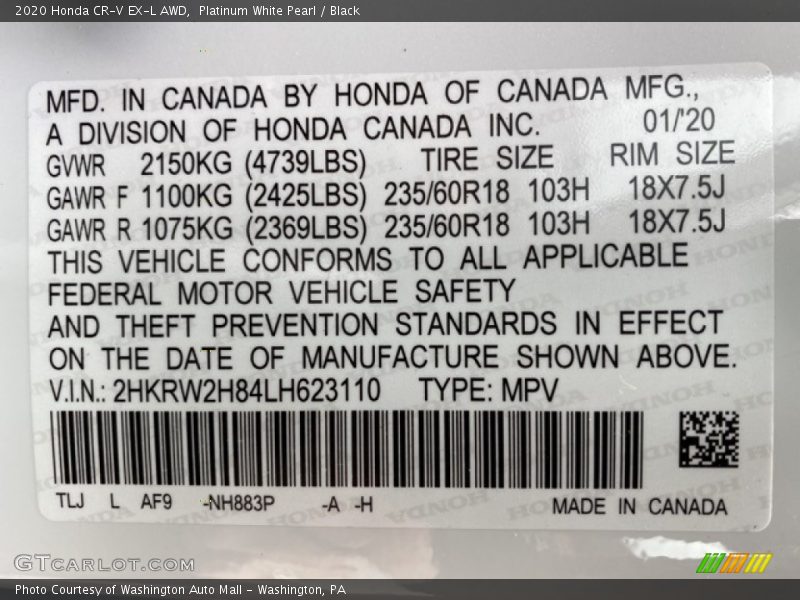 2020 Honda CR-V EX-L AWD, Platinum White Pearl / Black
MFD. IN CANADA BY HONDA OF CANADA MFG.,
A DIVISION OF HONDA CANADA INC. 01/'20
GVWR 2150KG (4739LBS) TIRE SIZE RIM SIZE
GAWR F 1100KG (2425LBS) 235/60R18 103H 18X7.5J
GAWR R 1075KG (2369LBS) 235/60R18 103H 18X7.5J
THIS VEHICLE CONFORMS TO ALL APPLICABLE
FEDERAL MOTOR VEHICLE SAFETY
AND THEFT PREVENTION STANDARDS IN EFFECT
ON THE DATE OF MANUFACTURE SHOWN ABOVE.
V.I.N.: 2HKRW2H84LH623110 TYPE: MPV
TLJ L AF9 -NH883P -A -H MADE IN CANADA
GTCARLOT.COM
Photo Courtesy of Washington Auto Mall - Washington, PA